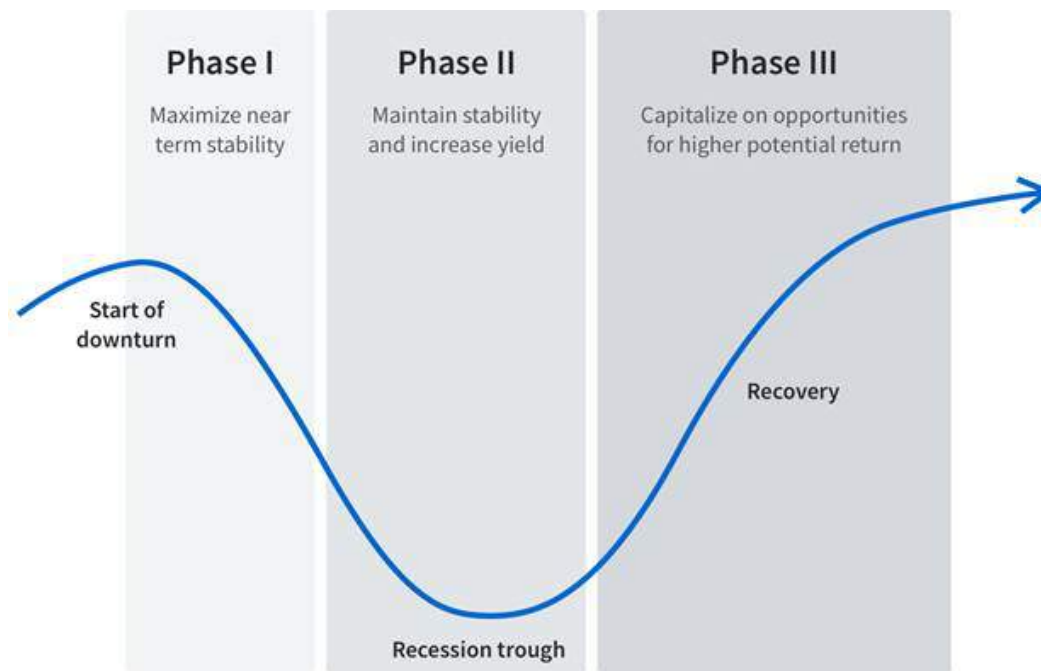 Phase I
Maximize near
term stability
Phase II
Maintain stability
and increase yield
Phase III
Capitalize on opportunities
for higher potential return
Start of
downturn
Recovery
Recession trough